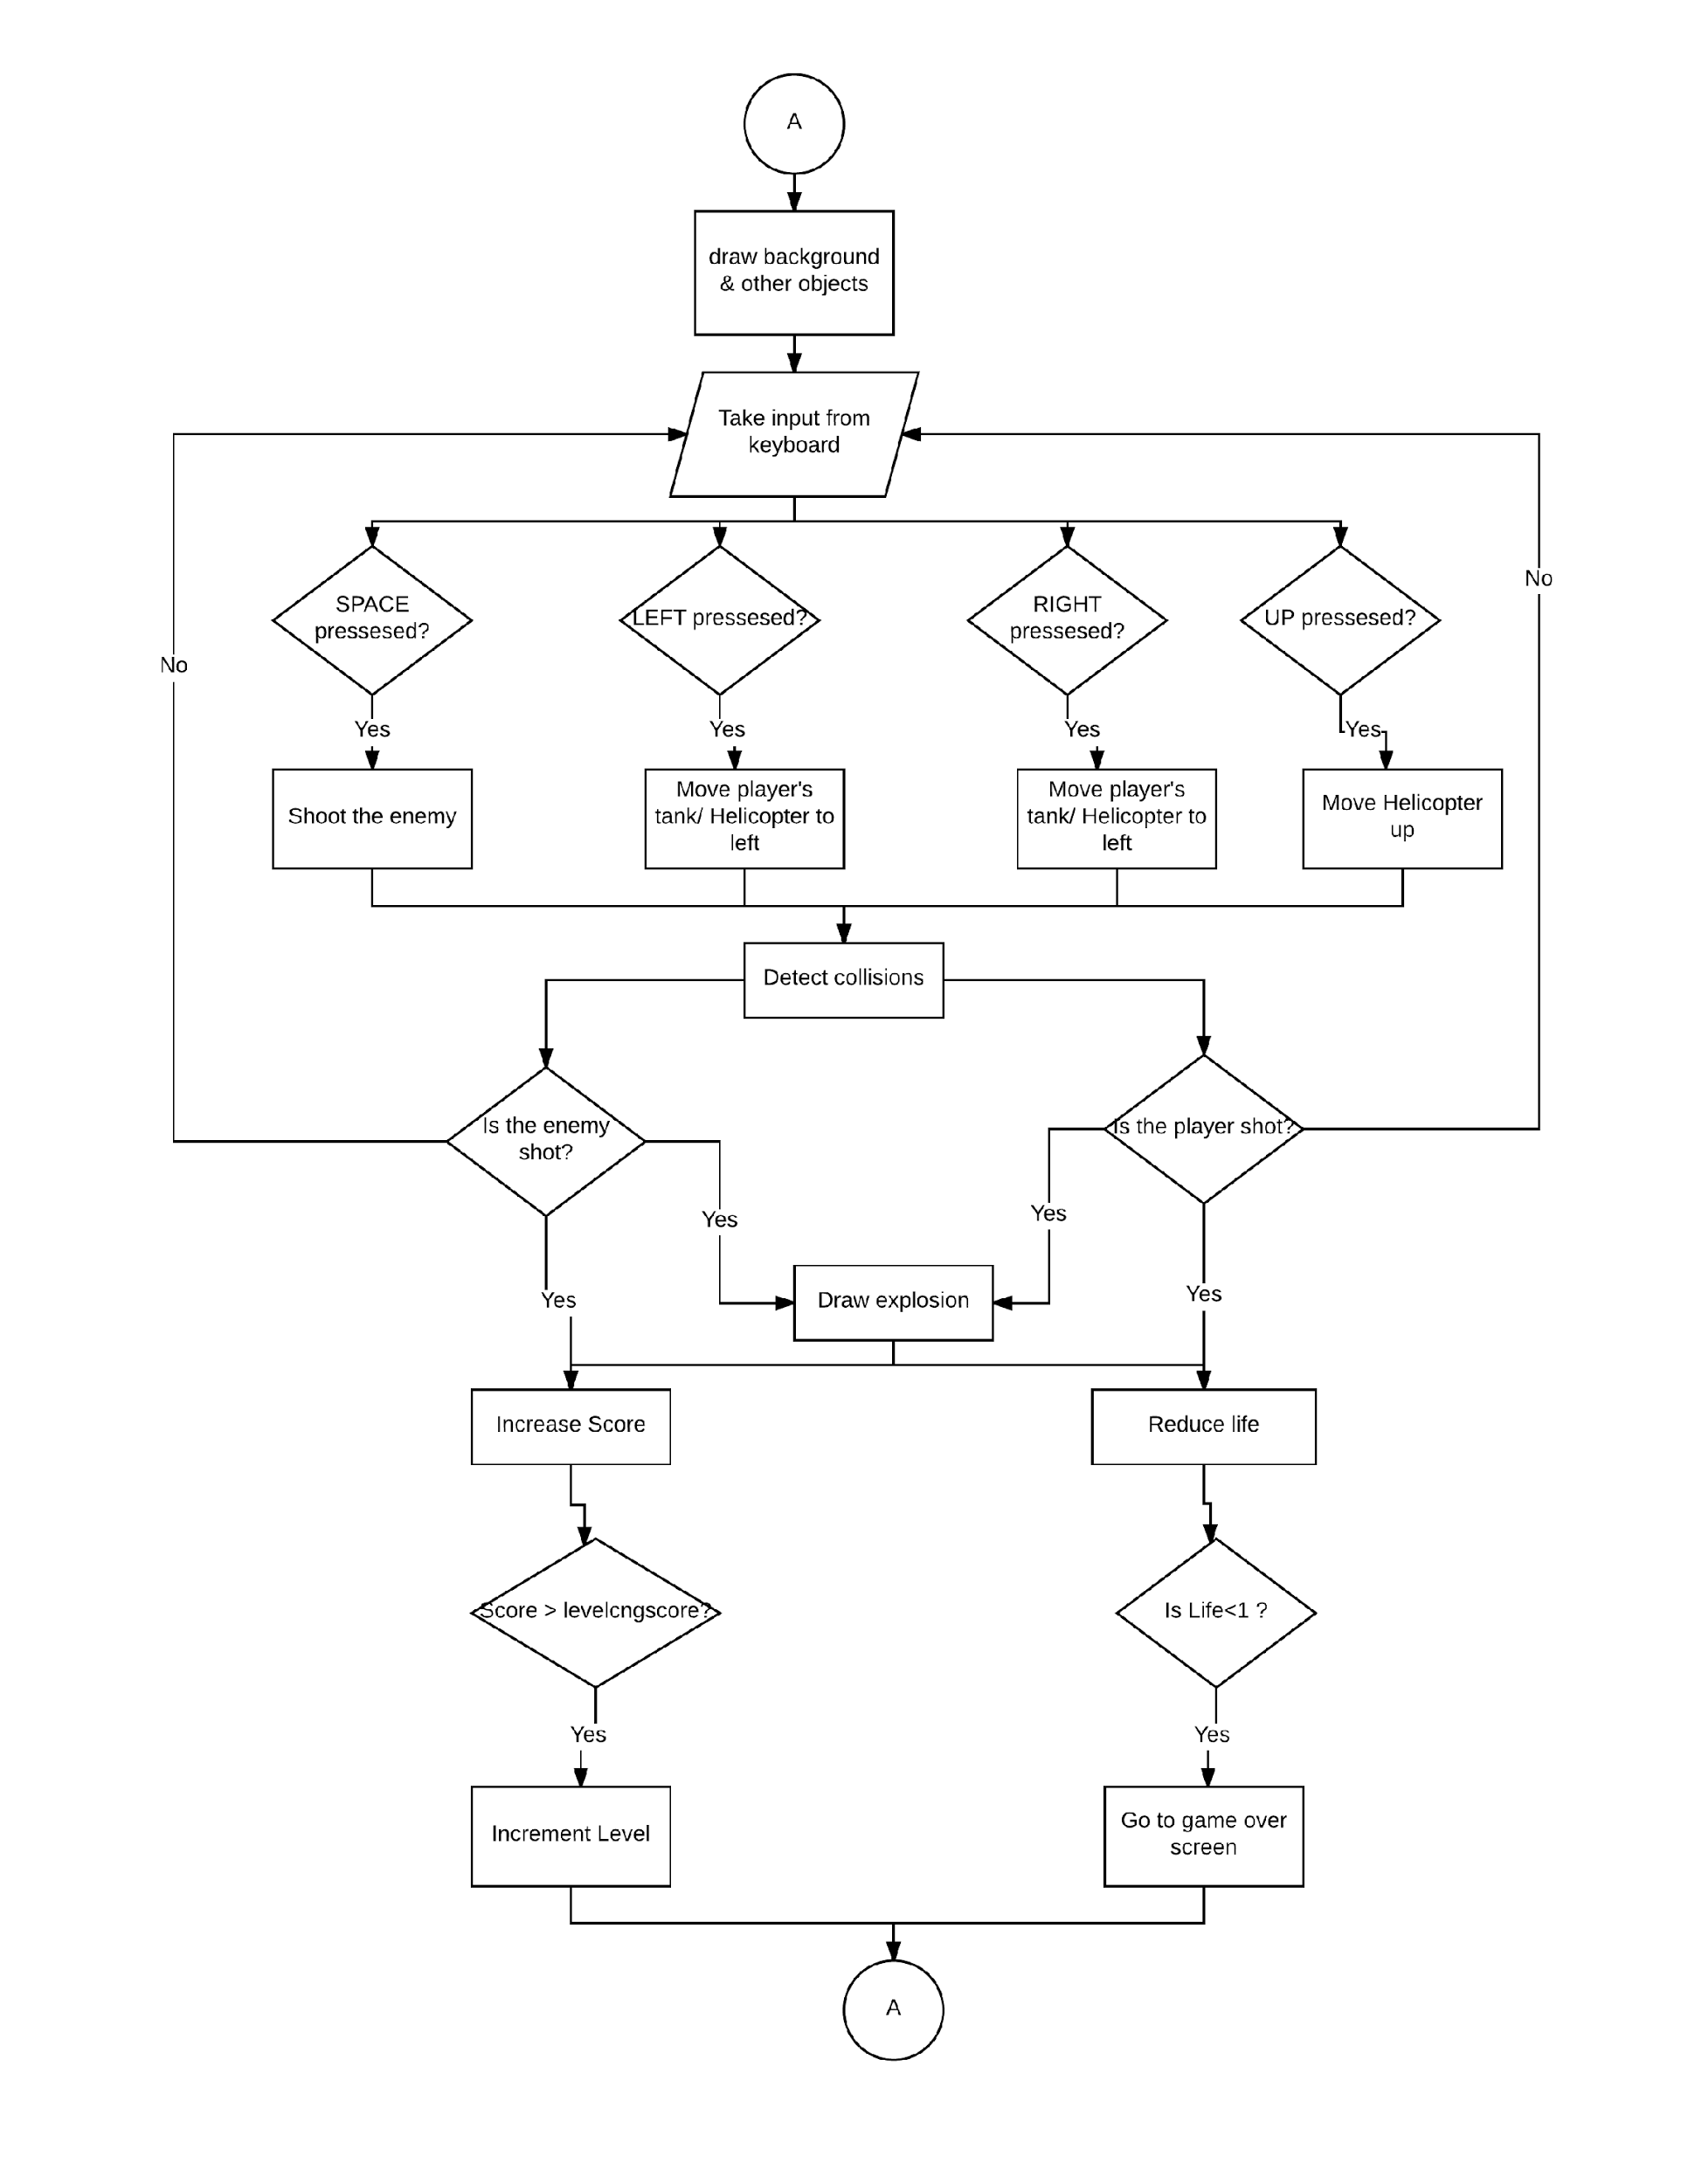 A
draw background
& other objects
Take input from
keyboard
No
SPACE
pressesed?
LEFT pressesed?
RIGHT
pressesed?
UP pressesed?
No
Yes
Yes
Yes
Yes
Shoot the enemy
Move player's
tank/ Helicopter to
left
Move player's
tank/ Helicopter to
left
Move Helicopter
up
Detect collisions
Is the enemy
shot?
Is the player shot?
Yes
Yes
Yes
Draw explosion
Yes
Increase Score
Reduce life
Score > levelcngscore?
Is Life<1 ?
Yes
Yes
Increment Level
Go to game over
screen
A